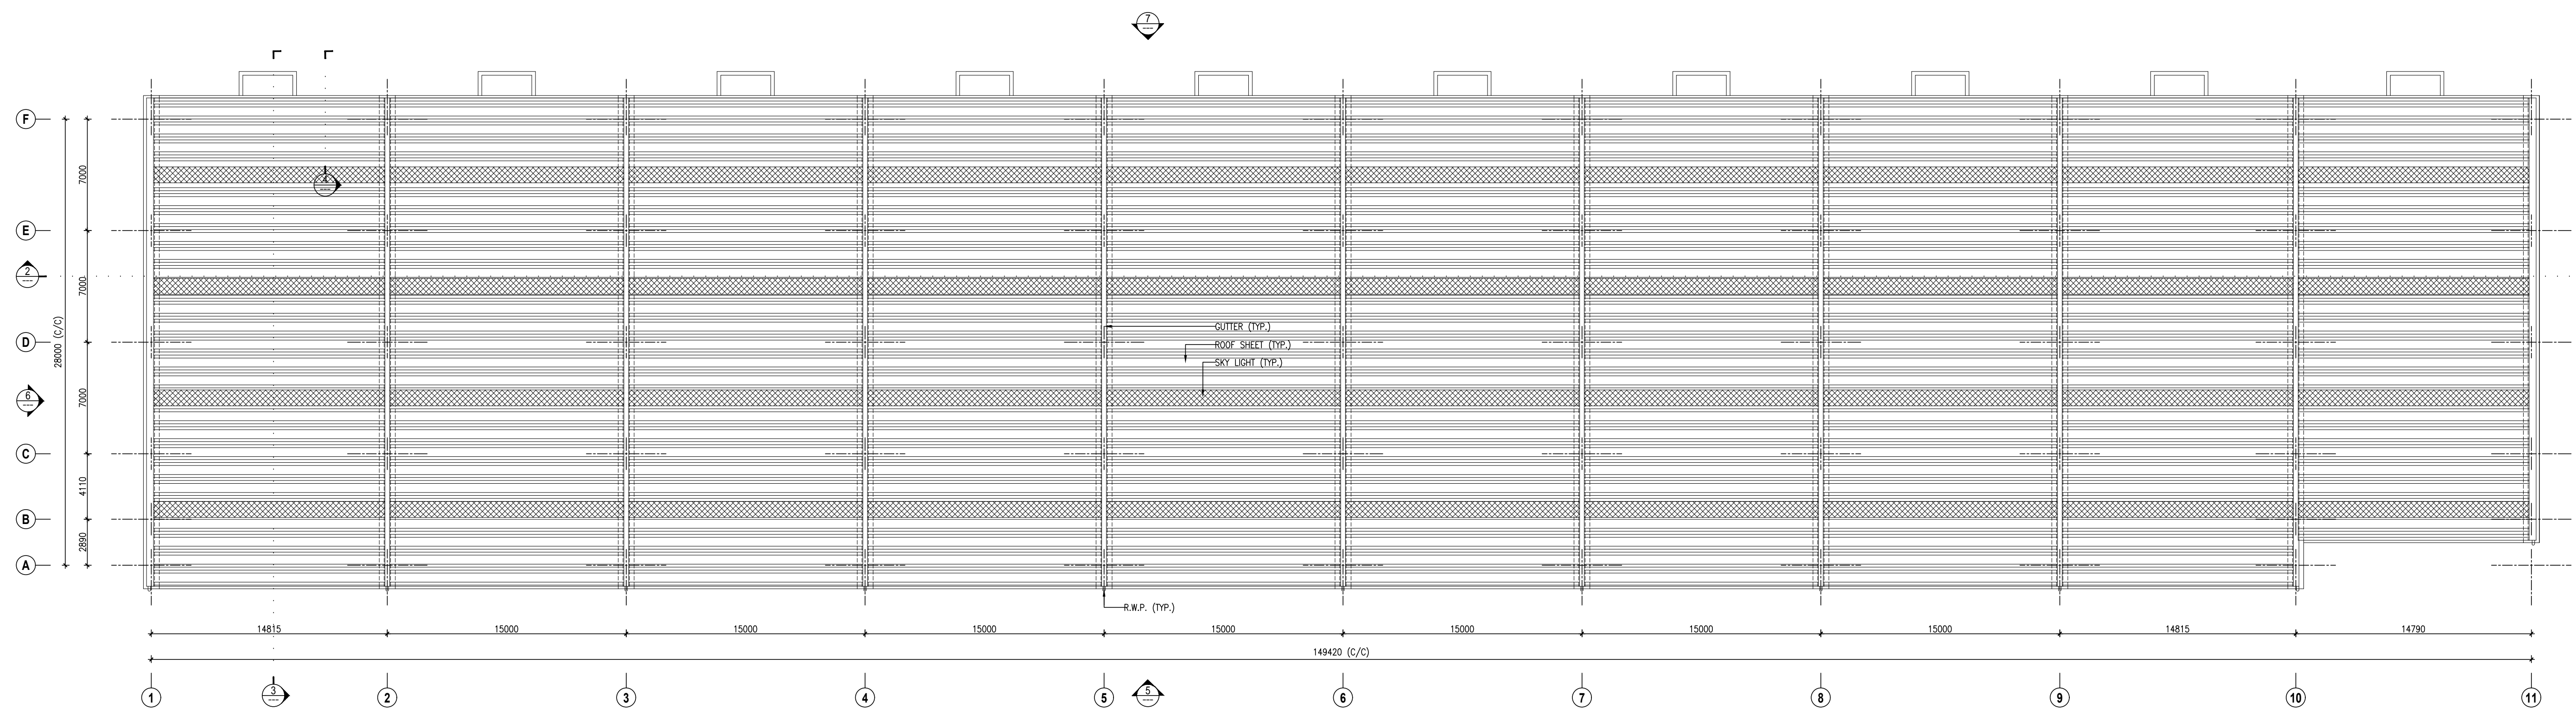 7
---
F
7000
4
---
E
2
---
7000
28000 (C/C)
GUTTER (TYP.)
D
ROOF SHEET (TYP.)
SKY LIGHT (TYP.)
6
---
7000
C
4110
B
2890
A
R.W.P. (TYP.)
14815 15000 15000 15000 15000 15000 15000 15000 14815 14790
149420 (C/C)
3
---
5
---
1 2 3 4 5 6 7 8 9 10 11